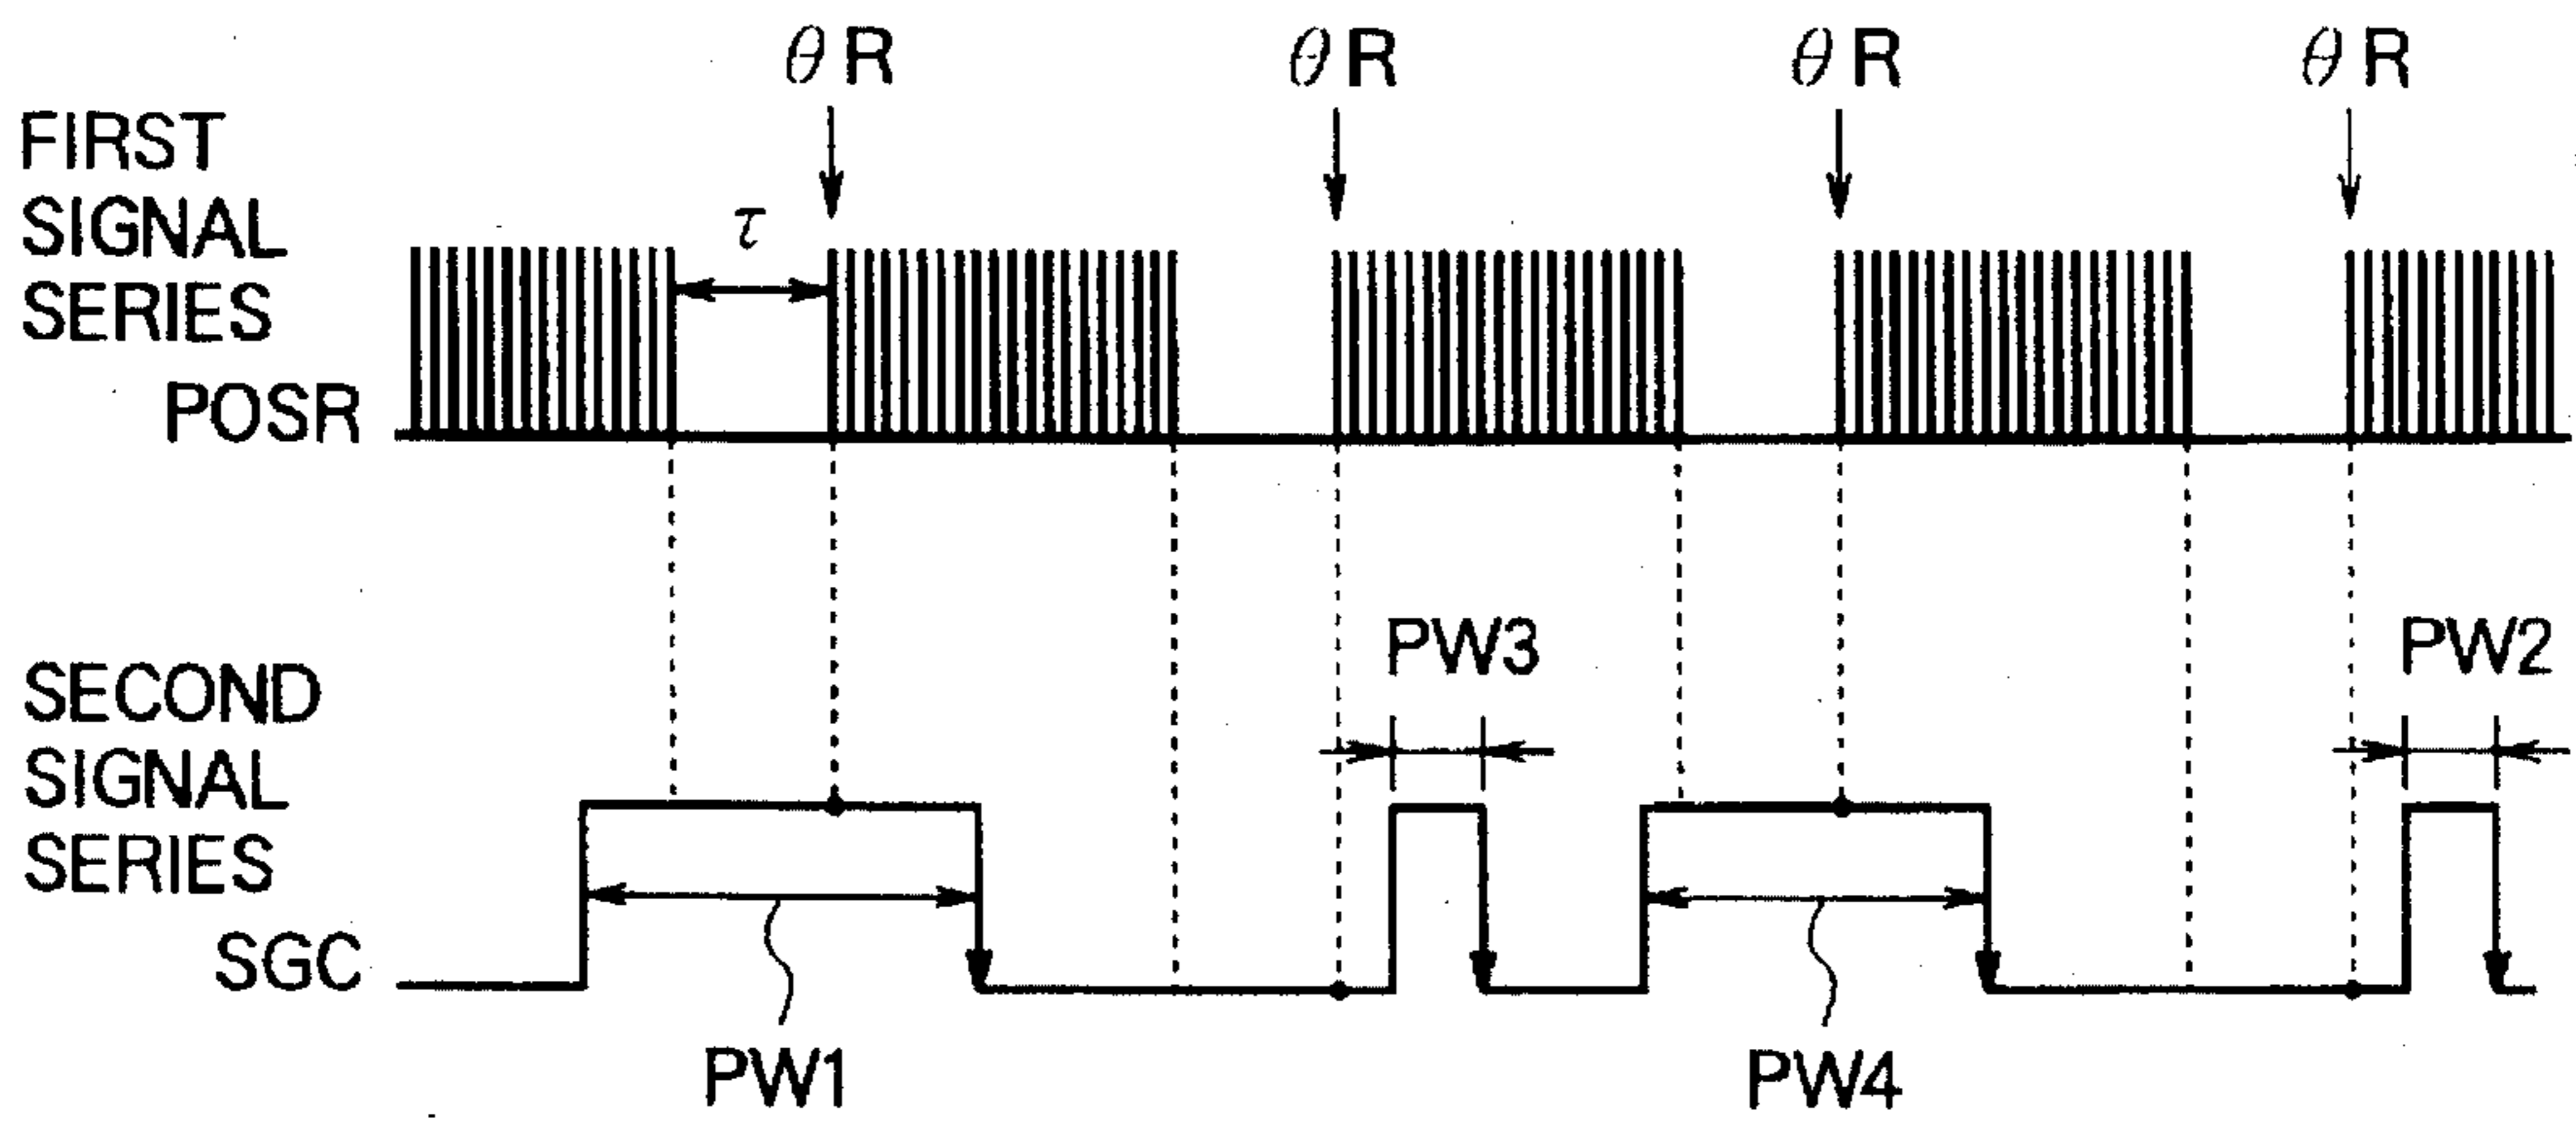 θR θR θR θR
FIRST
SIGNAL
SERIES
τ
POSR
PW3
PW2
SECOND
SIGNAL
SERIES
SGC
PW1
PW4